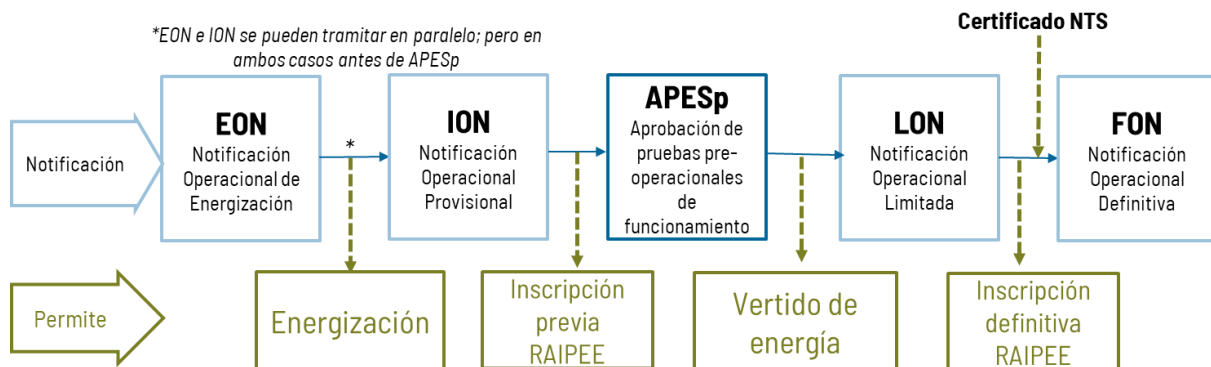 Certificado NTS
*EON e ION se pueden tramitar en paralelo; pero en
ambos casos antes de APESp
Notificación
EON
Notificación
Operacional de
Energización
*
ION
Notificación
Operacional
Provisional
APESp
Aprobación de
pruebas pre-
operacionales
de
funcionamiento
LON
Notificación
Operacional
Limitada
FON
Notificación
Operacional
Definitiva
Permite
Energización
Inscripción
previa
RAIPEE
Vertido de
energía
Inscripción
definitiva
RAIPEE